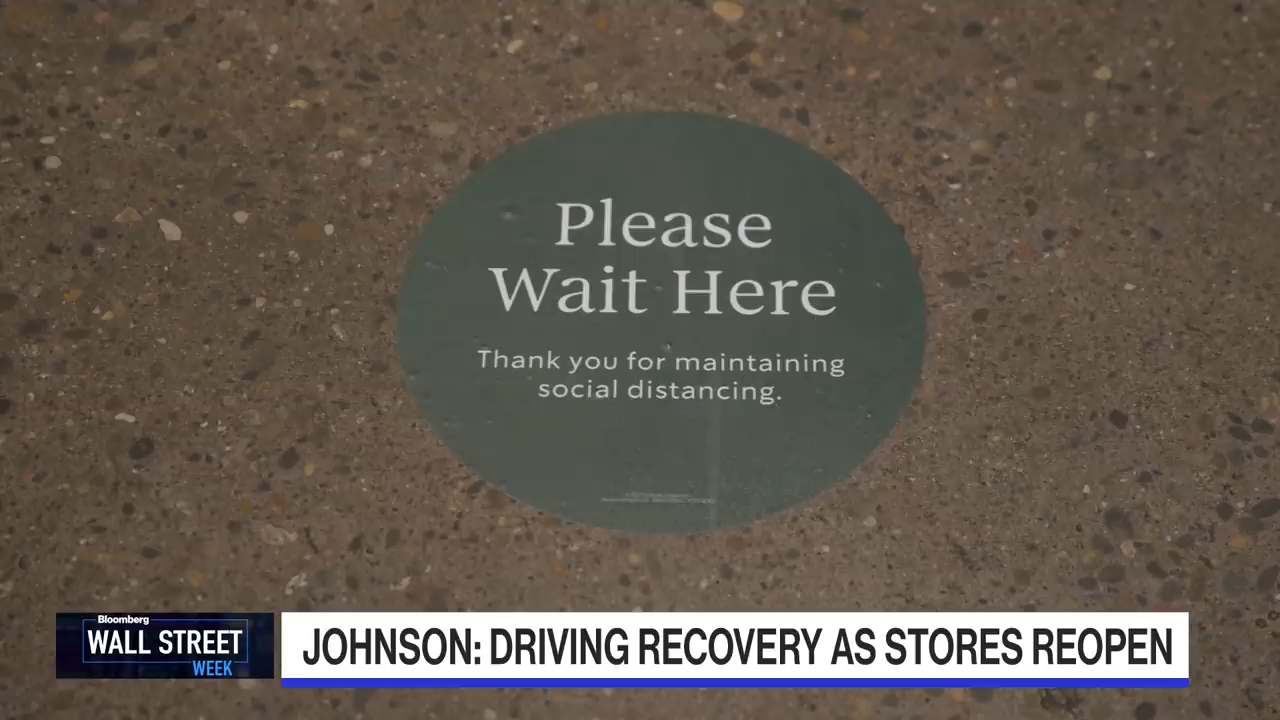 Please
Wait Here
Thank you for maintaining
social distancing.
Bloomberg
WALL STREET
WEEK
JOHNSON: DRIVING RECOVERY AS STORES REOPEN